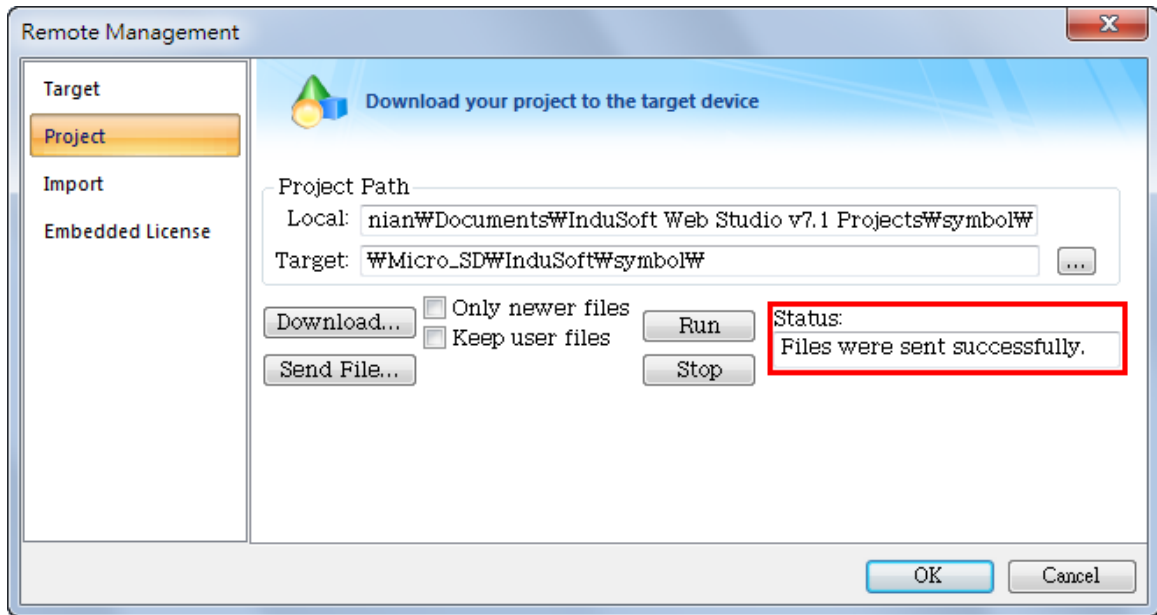 Remote Management
Target
Project
Import
Embedded License
Download your project to the target device
Project Path
Local: nian₩Documents₩InduSoft Web Studio v7.1 Projects₩symbol₩
Target: ₩Micro_SD₩InduSoft₩symbol₩ ...
Download... Only newer files Run Status:
Keep user files Files were sent successfully.
Send File... Stop
OK Cancel